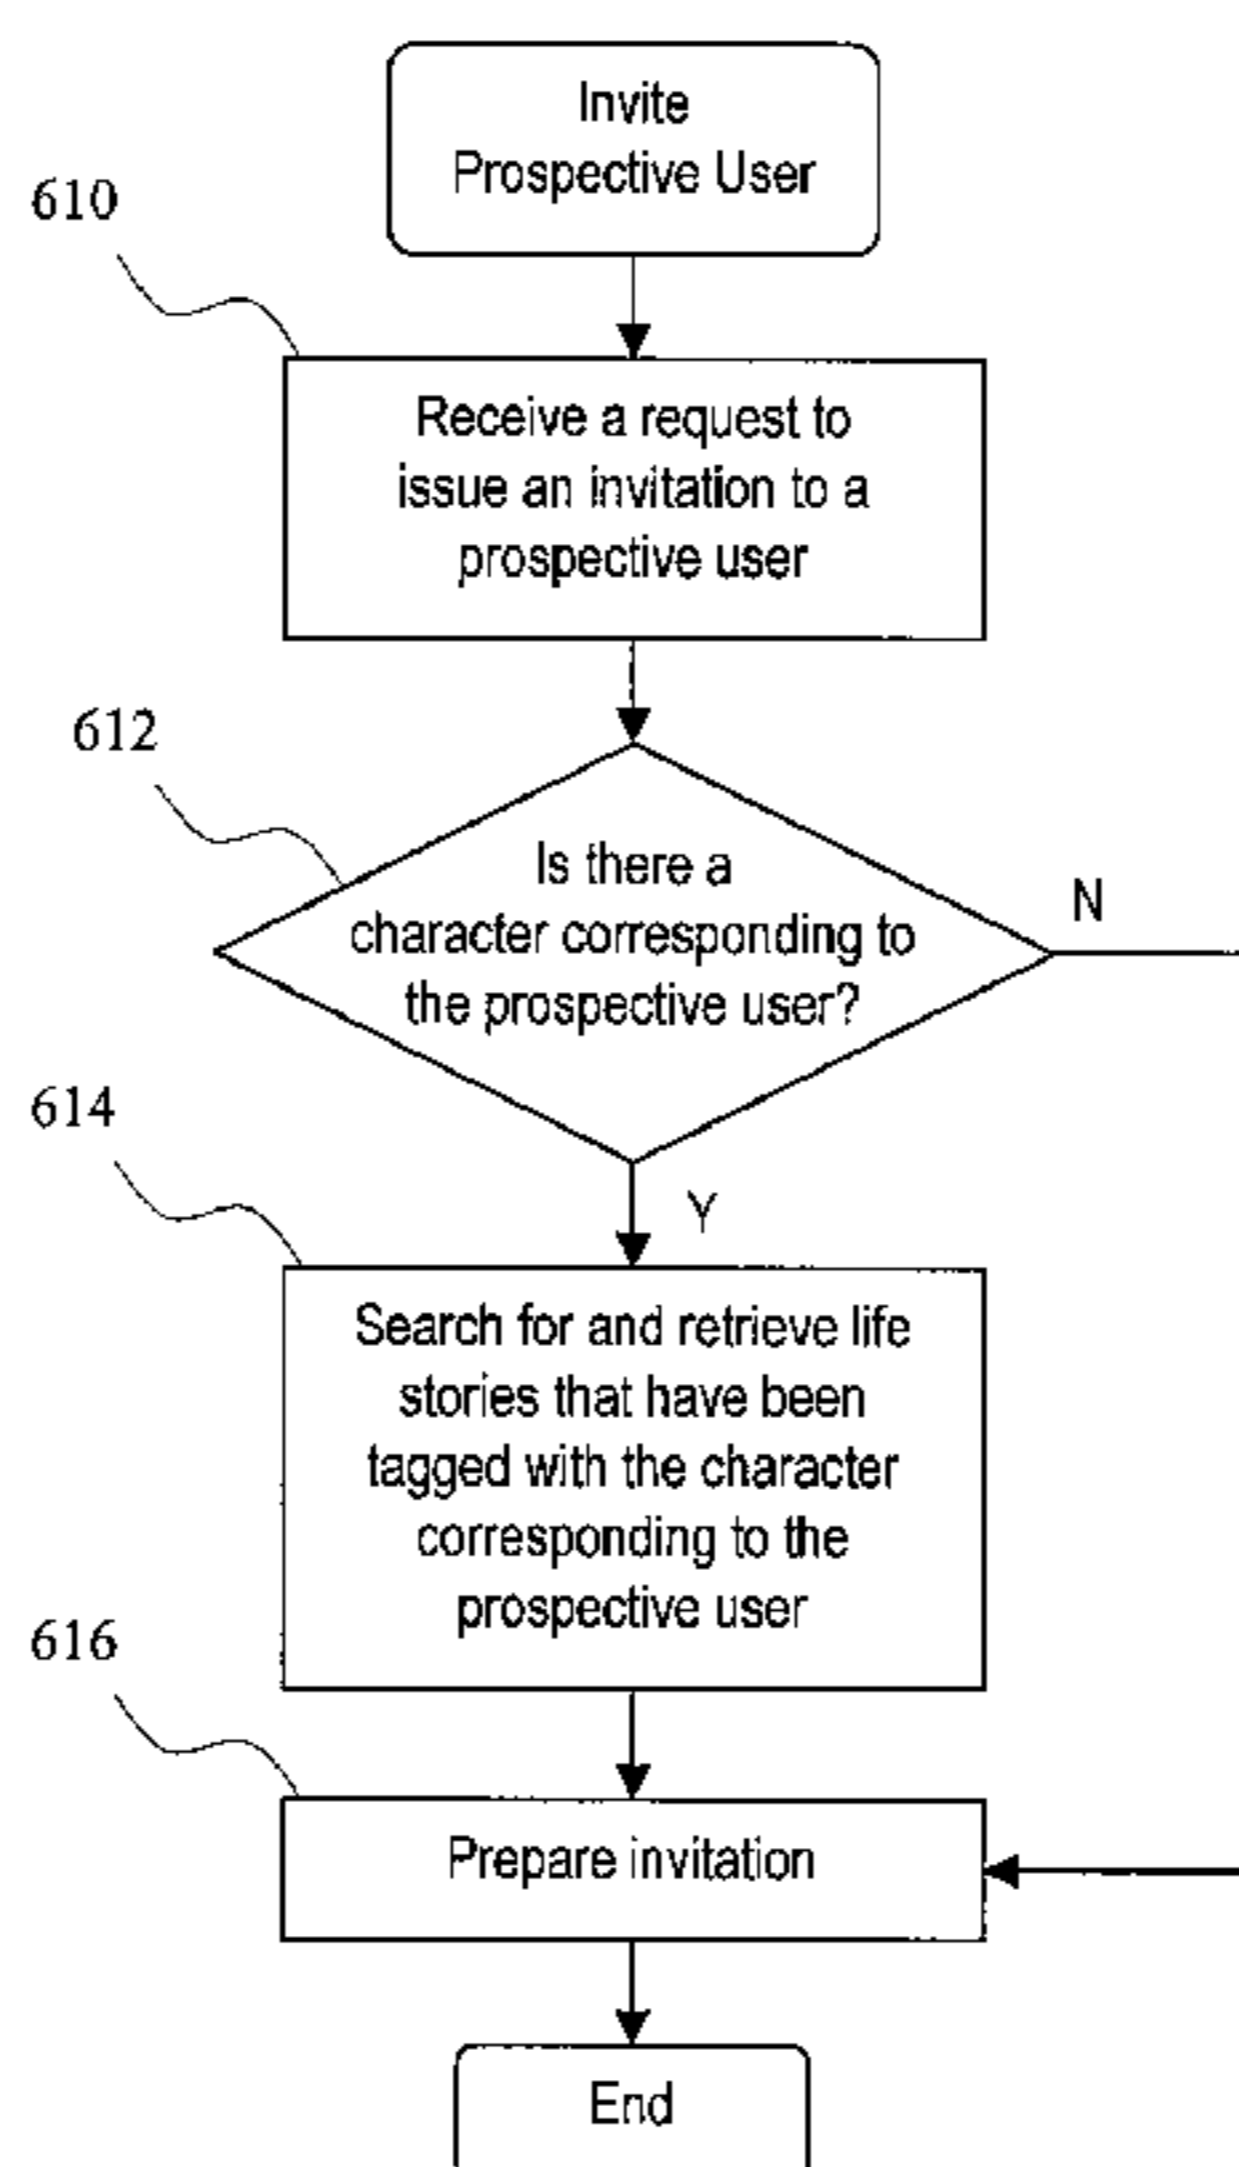 Invite
Prospective User
610
Receive a request to
issue an invitation to a
prospective user
612
Is there a
character corresponding to
the prospective user?
N
Y
614
Search for and retrieve life
stories that have been
tagged with the character
corresponding to the
prospective user
616
Prepare invitation
End